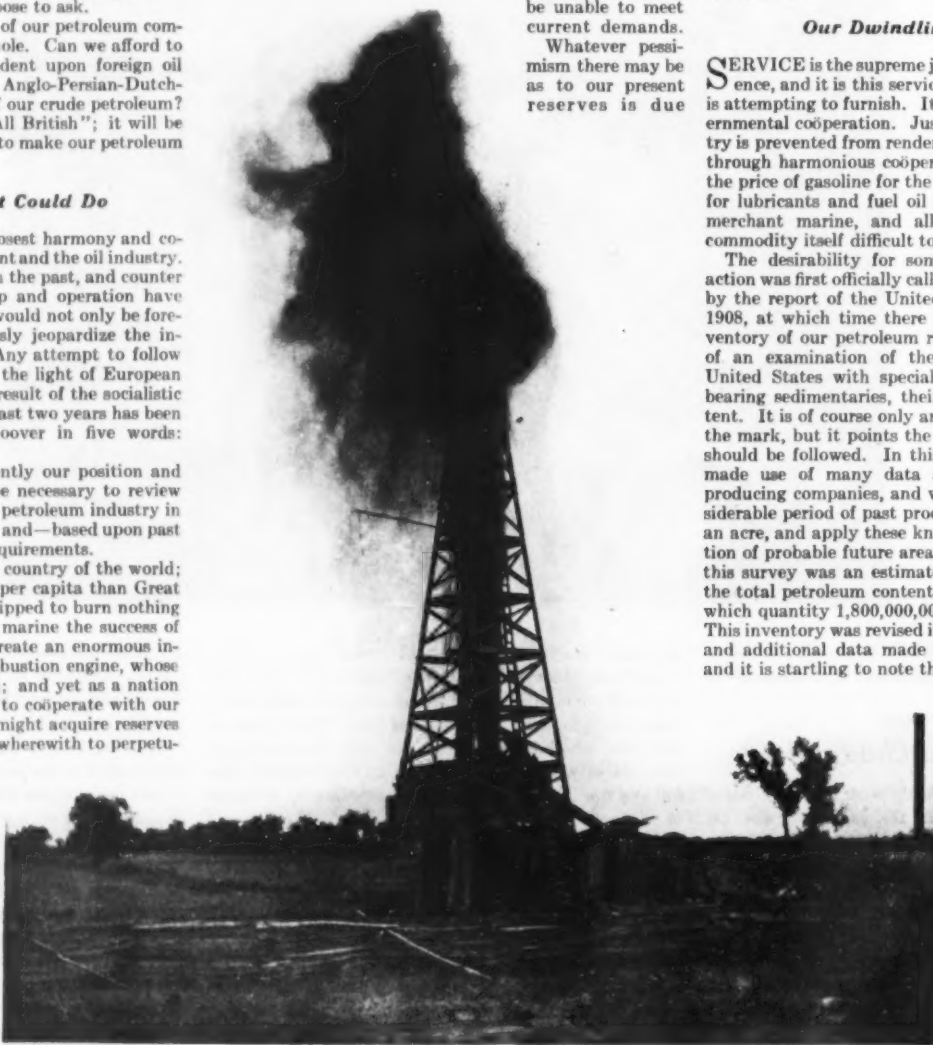 pose to ask.
of our petroleum com-
ole. Can we afford to
dent upon foreign oil
Anglo-Persian-Dutch-
our crude petroleum?
All British"; it will be
to make our petroleum
t Could Do
osest harmony and co-
nt and the oil industry.
n the past, and counter
p and operation have
would not only be fore-
sly jeopardize the in-
Any attempt to follow
the light of European
result of the socialistic
ast two years has been
oover in five words:
ntly our position and
e necessary to review
petroleum industry in
and—based upon past
quirements.
country of the world;
per capita than Great
ipped to burn nothing
marine the success of
reate an enormous in-
bustion engine, whose
; and yet as a nation
to coöperate with our
might acquire reserves
wherewith to perpetu-
be unable to meet
current demands.
Whatever pessi-
mism there may be
as to our present
reserves is due
Our Dwindli
SERVICE is the supreme j
ence, and it is this servic
is attempting to furnish. It
ernmental coöperation. Jus
try is prevented from render
through harmonious coöper
the price of gasoline for the
for lubricants and fuel oil
merchant marine, and all
commodity itself difficult to
The desirability for som
action was first officially call
by the report of the United
1908, at which time there
ventory of our petroleum r
of an examination of the
United States with special
bearing sedimentaries, thei
tent. It is of course only an
the mark, but it points the
should be followed. In thi
made use of many data
producing companies, and v
siderable period of past proc
an acre, and apply these kn
tion of probable future area
this survey was an estimat
the total petroleum content
which quantity 1,800,000,00
This inventory was revised i
and additional data made
and it is startling to note th